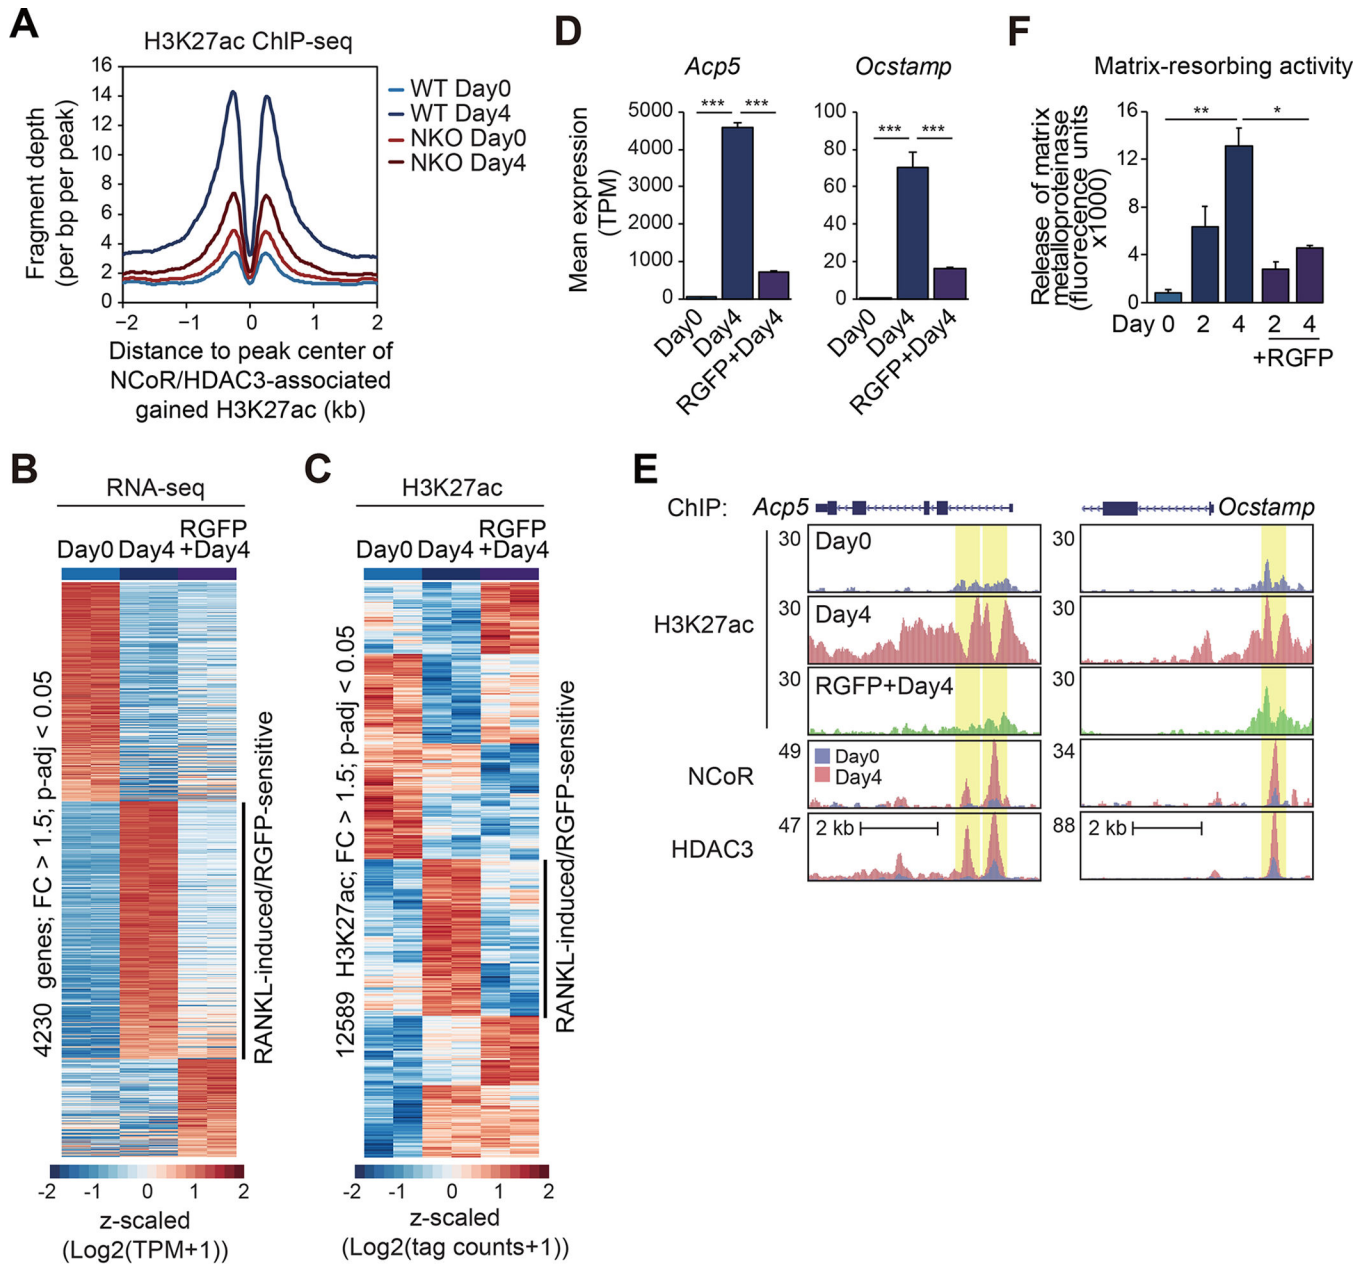 A
H3K27ac ChIP-seq
Fragment depth
(per bp per peak)
16
14
12
10
8
6
4
2
0
−2
−1
0
1
2
WT Day0
WT Day4
NKO Day0
NKO Day4
Distance to peak center of
NCoR/HDAC3-associated
gained H3K27ac (kb)
D
Acp5
Mean expression
(TPM)
5000
4000
3000
2000
1000
0
***
***
Day0
Day4
RGFP+Day4
Ocstamp
100
80
60
40
20
0
***
***
Day0
Day4
RGFP+Day4
F
Matrix-resorbing activity
Release of matrix
metalloproteinase
(fluorecence units
x1000)
16
12
8
4
0
**
*
Day 0 2 4 2 4
+RGFP
B
RNA-seq
Day0 Day4 RGFP
+Day4
4230 genes; FC > 1.5; p-adj < 0.05
RANKL-induced/RGFP-sensitive
-2 -1 0 1 2
z-scaled
(Log2(TPM+1))
C
H3K27ac
Day0 Day4 RGFP
+Day4
12589 H3K27ac; FC > 1.5; p-adj < 0.05
RANKL-induced/RGFP-sensitive
-2 -1 0 1 2
z-scaled
(Log2(tag counts+1))
E
ChIP: Acp5 Ocstamp
H3K27ac
30 Day0 30
30 Day4 30
30 RGFP+Day4 30
NCoR 49 Day0 34
Day4
HDAC3 47 2 kb 88 2 kb